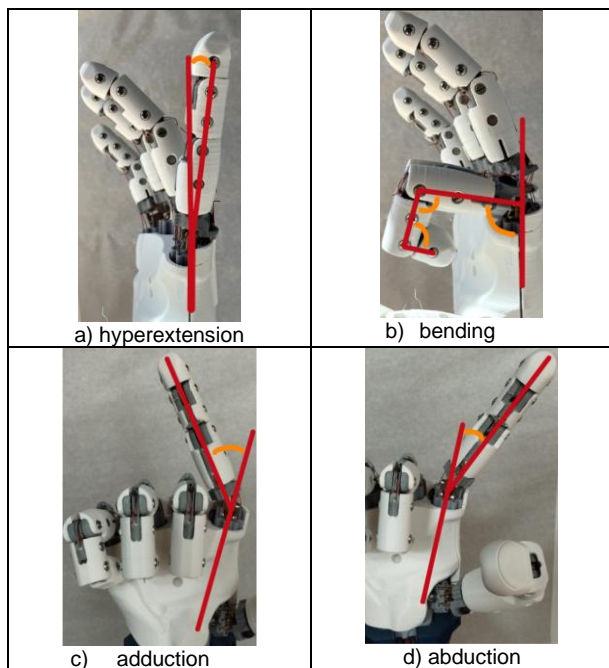 a) hyperextension
b) bending
c) adduction
d) abduction